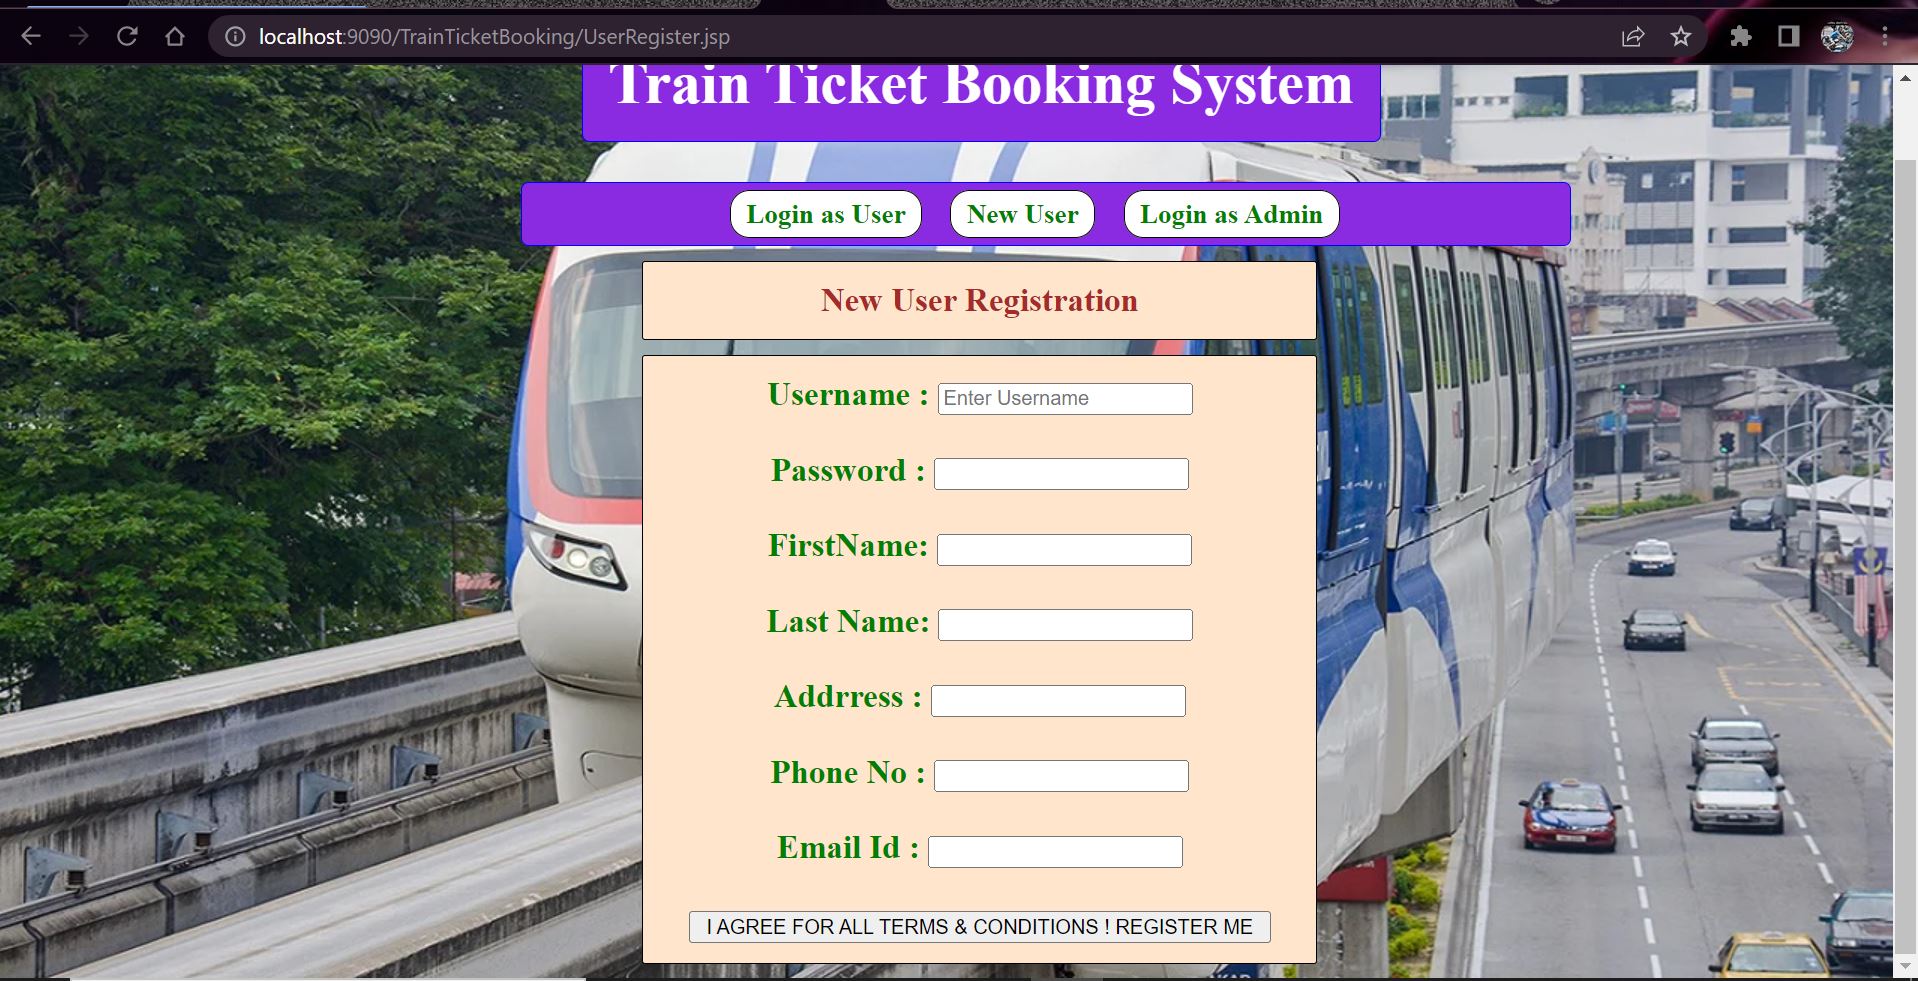 localhost:9090/TrainTicketBooking/UserRegister.jsp
Train Ticket Booking System
Login as User New User Login as Admin
New User Registration
Username : Enter Username
Password :
FirstName:
Last Name:
Addrress :
Phone No :
Email Id :
I AGREE FOR ALL TERMS & CONDITIONS ! REGISTER ME